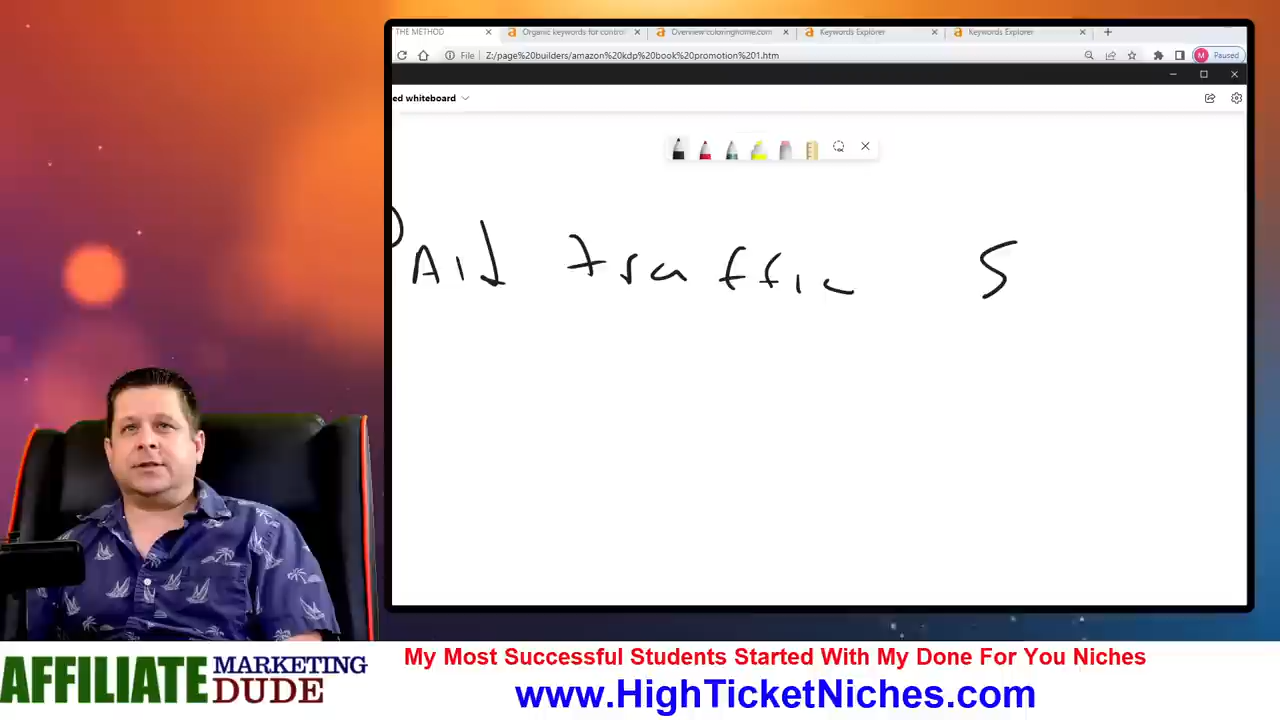 THE METHOD
Organic keywords for control
Overview coloringhome.com
Keywords Explorer
Keywords Explorer
File Z:/page%20builders/amazon%20kdp%20book%20promotion%201.htm
M Paused
ed whiteboard
PAid traffic S
AFFILIATE MARKETING DUDE
My Most Successful Students Started With My Done For You Niches
www.HighTicketNiches.com